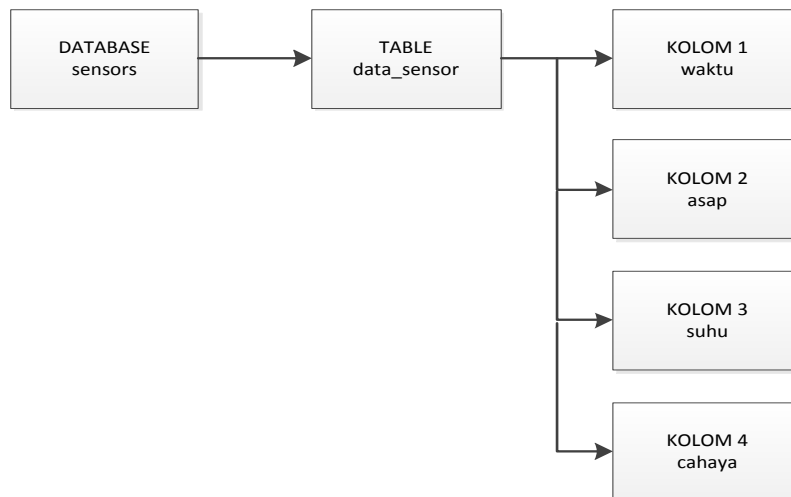 DATABASE
sensors
TABLE
data_sensor
KOLOM 1
waktu
KOLOM 2
asap
KOLOM 3
suhu
KOLOM 4
cahaya